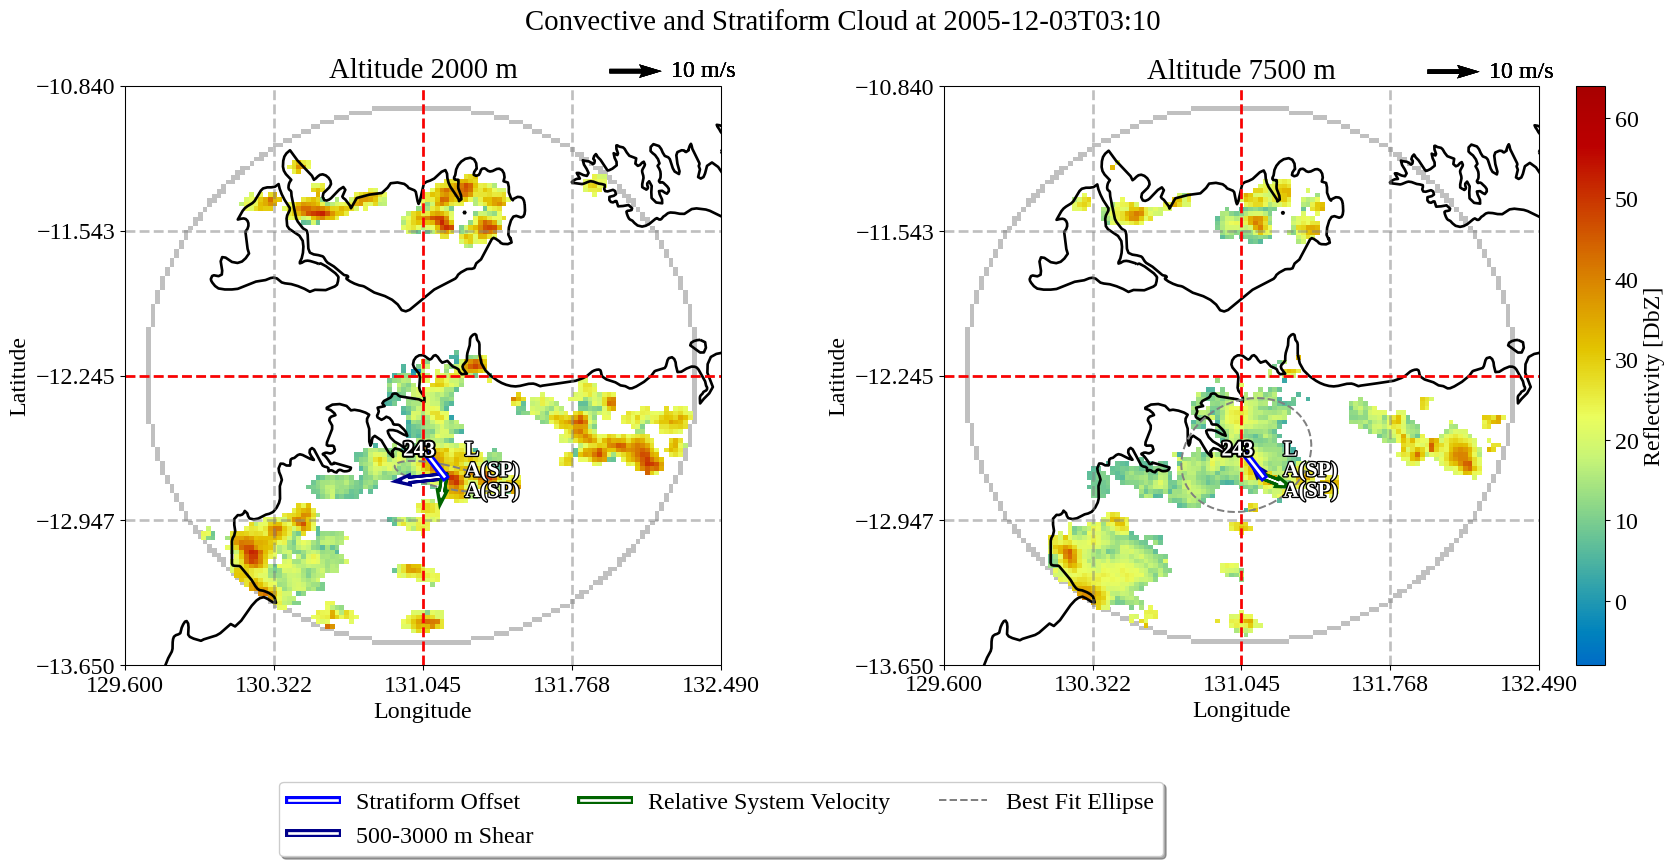 Convective and Stratiform Cloud at 2005-12-03T03:10
Altitude 2000 m
10 m/s
Altitude 7500 m
10 m/s
−10.840
−11.543
−12.245
−12.947
−13.650
Latitude
129.600
130.322
131.045
131.768
132.490
Longitude
243
L
A(SP)
A(SP)
−10.840
−11.543
−12.245
−12.947
−13.650
Latitude
129.600
130.322
131.045
131.768
132.490
Longitude
243
L
A(SP)
A(SP)
60
50
40
30
20
10
0
Reflectivity [DbZ]
Stratiform Offset
500-3000 m Shear
Relative System Velocity
Best Fit Ellipse